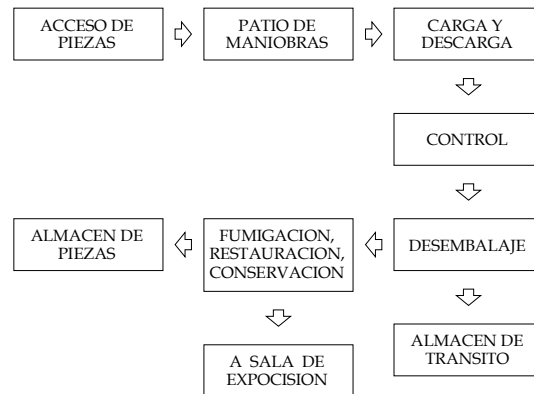 ACCESO DE
PIEZAS
PATIO DE
MANIOBRAS
CARGA Y
DESCARGA
CONTROL
ALMACEN DE
PIEZAS
FUMIGACION,
RESTAURACION,
CONSERVACION
DESEMBALAJE
A SALA DE
EXPOCISION
ALMACEN DE
TRANSITO